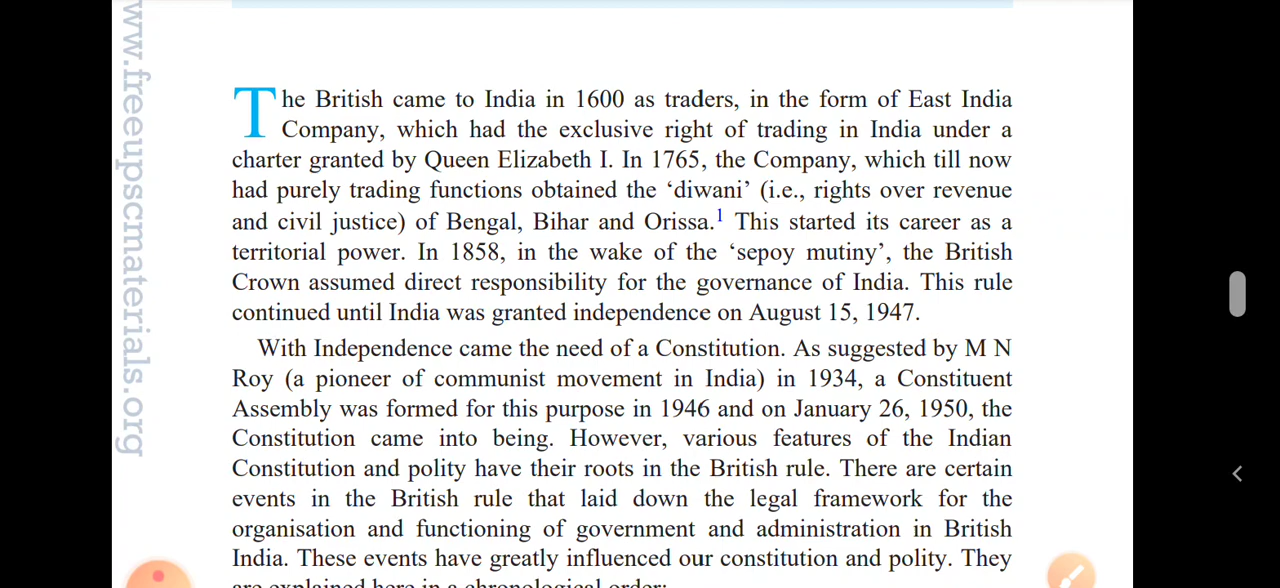 www.freeupscmaterials.org
The British came to India in 1600 as traders, in the form of East India
Company, which had the exclusive right of trading in India under a
charter granted by Queen Elizabeth I. In 1765, the Company, which till now
had purely trading functions obtained the ‘diwani’ (i.e., rights over revenue
and civil justice) of Bengal, Bihar and Orissa.1 This started its career as a
territorial power. In 1858, in the wake of the ‘sepoy mutiny’, the British
Crown assumed direct responsibility for the governance of India. This rule
continued until India was granted independence on August 15, 1947.
With Independence came the need of a Constitution. As suggested by M N
Roy (a pioneer of communist movement in India) in 1934, a Constituent
Assembly was formed for this purpose in 1946 and on January 26, 1950, the
Constitution came into being. However, various features of the Indian
Constitution and polity have their roots in the British rule. There are certain
events in the British rule that laid down the legal framework for the
organisation and functioning of government and administration in British
India. These events have greatly influenced our constitution and polity. They
are explained here in a chronological order: